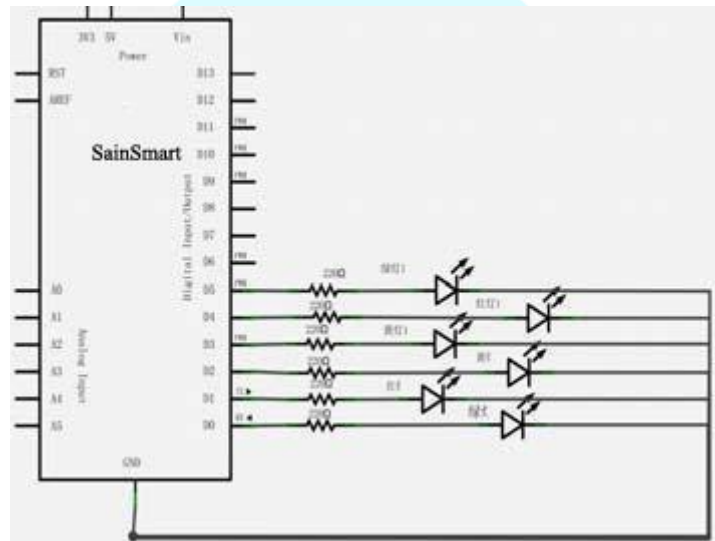 3V3 5V Vin
Power
RST
AREF
SainSmart
Digital Input/Output
Analog Input
A0
A1
A2
A3
A4
A5
GND
D13
D12
D11 PWM
D10 PWM
D9 PWM
D8
D7
D6 PWM
D5 PWM
D4
D3 PWM
D2
D1 TX
D0 RX
220Ω
220Ω
220Ω
220Ω
220Ω
220Ω